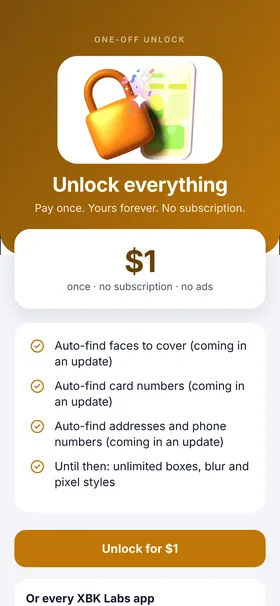 ONE-OFF UNLOCK
Unlock everything
Pay once. Yours forever. No subscription.
$1
once · no subscription · no ads
Auto-find faces to cover (coming in
an update)
Auto-find card numbers (coming in
an update)
Auto-find addresses and phone
numbers (coming in an update)
Until then: unlimited boxes, blur and
pixel styles
Unlock for $1
Or every XBK Labs app